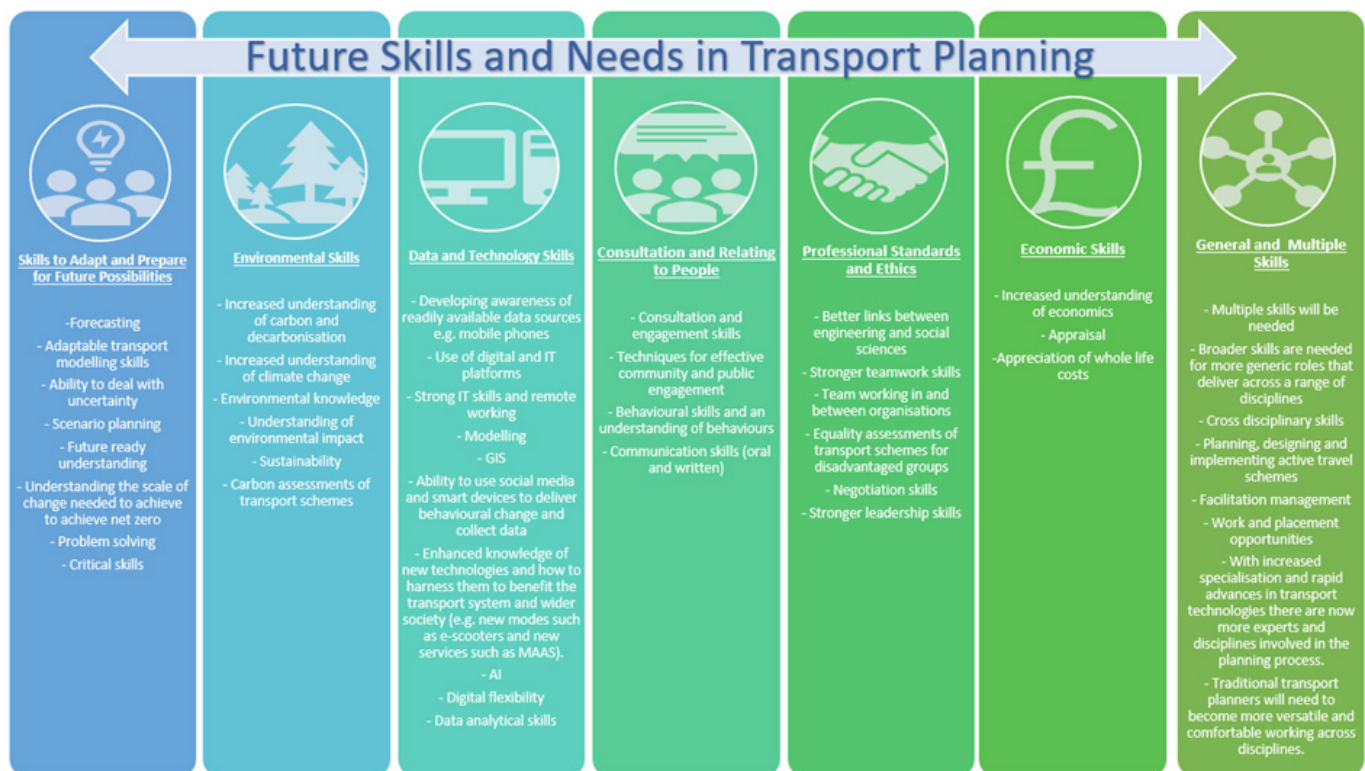 Future Skills and Needs in Transport Planning
Skills to Adapt and Prepare
for Future Possibilities
-Forecasting
- Adaptable transport
modelling skills
- Ability to deal with
uncertainty
- Scenario planning
- Future ready
understanding
- Understanding the scale of
change needed to achieve
to achieve net zero
- Problem solving
- Critical skills
Environmental Skills
- Increased understanding
of carbon and
decarbonisation
- Increased understanding
of climate change
- Environmental knowledge
- Understanding of
environmental impact
- Sustainability
- Carbon assessments of
transport schemes
Data and Technology Skills
- Developing awareness of
readily available data sources
e.g. mobile phones
- Use of digital and IT
platforms
- Strong IT skills and remote
working
- Modelling
- GIS
- Ability to use social media
and smart devices to deliver
behavioural change and
collect data
- Enhanced knowledge of
new technologies and how to
harness them to benefit the
transport system and wider
society (e.g. new modes such
as e-scooters and new
services such as MAAS).
- AI
- Digital flexibility
- Data analytical skills
Consultation and Relating
to People
- Consultation and
engagement skills
- Techniques for effective
community and public
engagement
- Behavioural skills and an
understanding of behaviours
- Communication skills (oral
and written)
Professional Standards
and Ethics
- Better links between
engineering and social
sciences
- Stronger teamwork skills
- Team working in and
between organisations
- Equality assessments of
transport schemes for
disadvantaged groups
- Negotiation skills
- Stronger leadership skills
£
Economic Skills
- Increased understanding
of economics
- Appraisal
-Appreciation of whole life
costs
General and Multiple
Skills
- Multiple skills will be
needed
- Broader skills are needed
for more generic roles that
deliver across a range of
disciplines
- Cross disciplinary skills
- Planning, designing and
implementing active travel
schemes
- Facilitation management
- Work and placement
opportunities
- With increased
specialisation and rapid
advances in transport
technologies there are now
more experts and
disciplines involved in the
planning process.
- Traditional transport
planners will need to
become more versatile and
comfortable working across
disciplines.